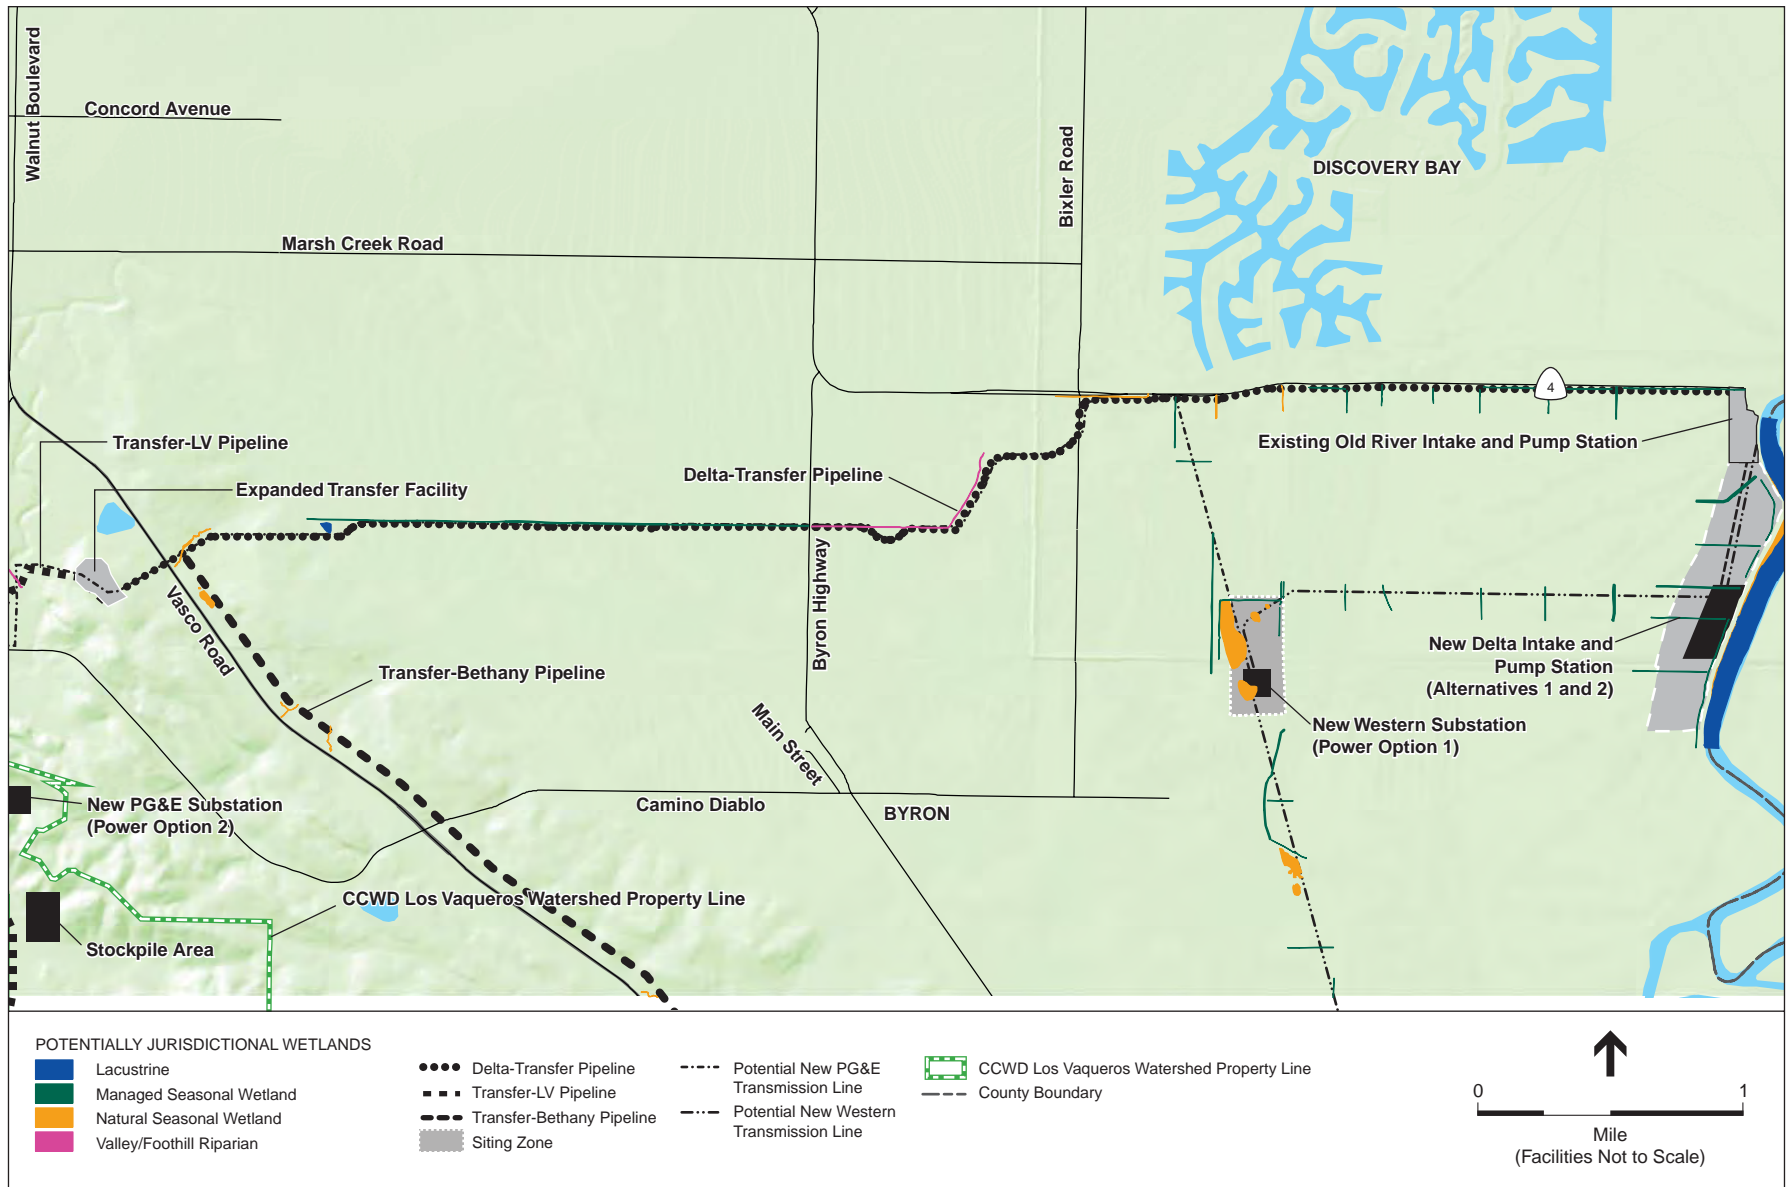 Walnut Boulevard
Concord Avenue
Marsh Creek Road
Bixler Road
DISCOVERY BAY
4
Transfer-LV Pipeline
Expanded Transfer Facility
Delta-Transfer Pipeline
Existing Old River Intake and Pump Station
Vasco Road
Byron Highway
Transfer-Bethany Pipeline
Main Street
New Delta Intake and
Pump Station
(Alternatives 1 and 2)
New Western Substation
(Power Option 1)
New PG&E Substation
(Power Option 2)
Camino Diablo
BYRON
CCWD Los Vaqueros Watershed Property Line
Stockpile Area
POTENTIALLY JURISDICTIONAL WETLANDS
Lacustrine
Managed Seasonal Wetland
Natural Seasonal Wetland
Valley/Foothill Riparian
Delta-Transfer Pipeline
Transfer-LV Pipeline
Transfer-Bethany Pipeline
Siting Zone
Potential New PG&E
Transmission Line
Potential New Western
Transmission Line
CCWD Los Vaqueros Watershed Property Line
County Boundary
0 1
Mile
(Facilities Not to Scale)